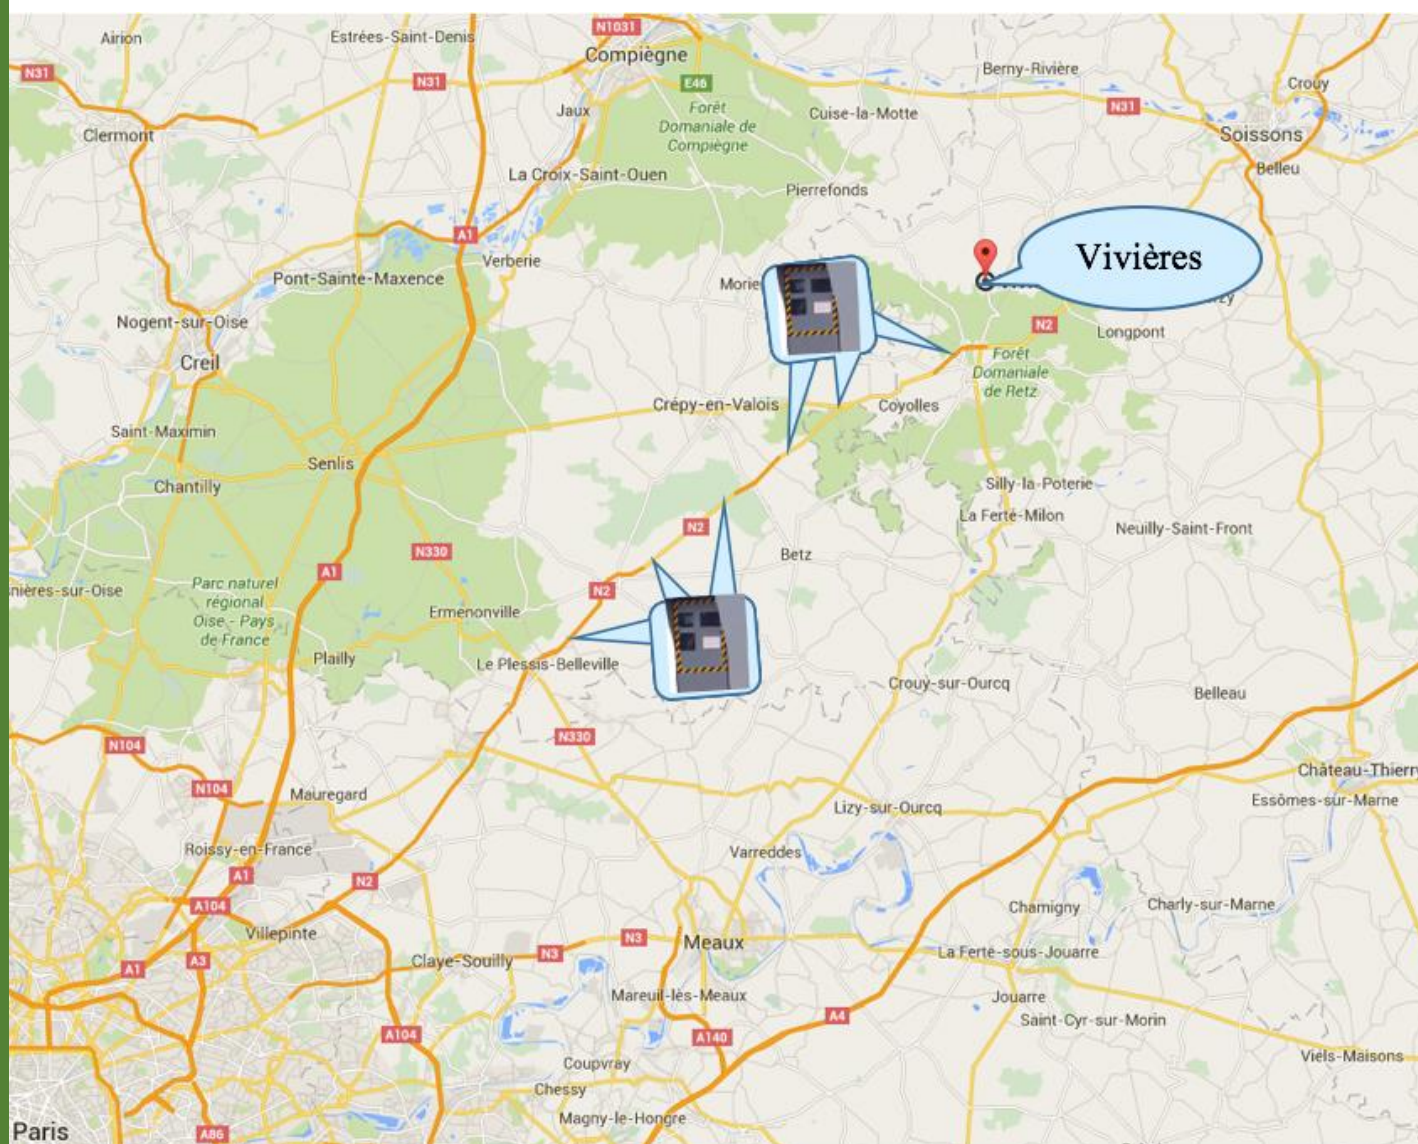 N1031
Airion
Estrées-Saint-Denis
Compiègne
Berny-Rivière
N31
N31
E46
Crouy
Jaux
Forêt
Domaniale de
Compiègne
Cuise-la-Motte
N31
Clermont
Soissons
La Croix-Saint-Ouen
Belleu
Pierrefonds
A1
Vivières
Verberie
Pont-Sainte-Maxence
Morie
zy
Nogent-sur-Oise
N2
Longpont
Creil
Forêt
Domaniale
de Retz
Crépy-en-Valois
Coyolles
Saint-Maximin
Senlis
Chantilly
Silly-la-Poterie
La Ferté-Milon
N2
Neuilly-Saint-Front
N330
Betz
A1
Parc naturel
régional
Oise - Pays
de France
nières-sur-Oise
N2
Ermenonville
Plailly
Le Plessis-Belleville
Crouy-sur-Ourcq
Belleau
N104
N330
Château-Thierry
N104
Mauregard
Essômes-sur-Marne
Lizy-sur-Ourcq
Roissy-en-France
Varreddes
A1
N2
A104
Chamigny
Charly-sur-Marne
Villepinte
N3
Meaux
A1
A3
Claye-Souilly
N3
La Ferté-sous-Jouarre
Mareuil-lès-Meaux
Jouarre
A4
Saint-Cyr-sur-Morin
A104
A140
Viels-Maisons
Coupvray
Chessy
Magny-le-Hongre
Paris
A86